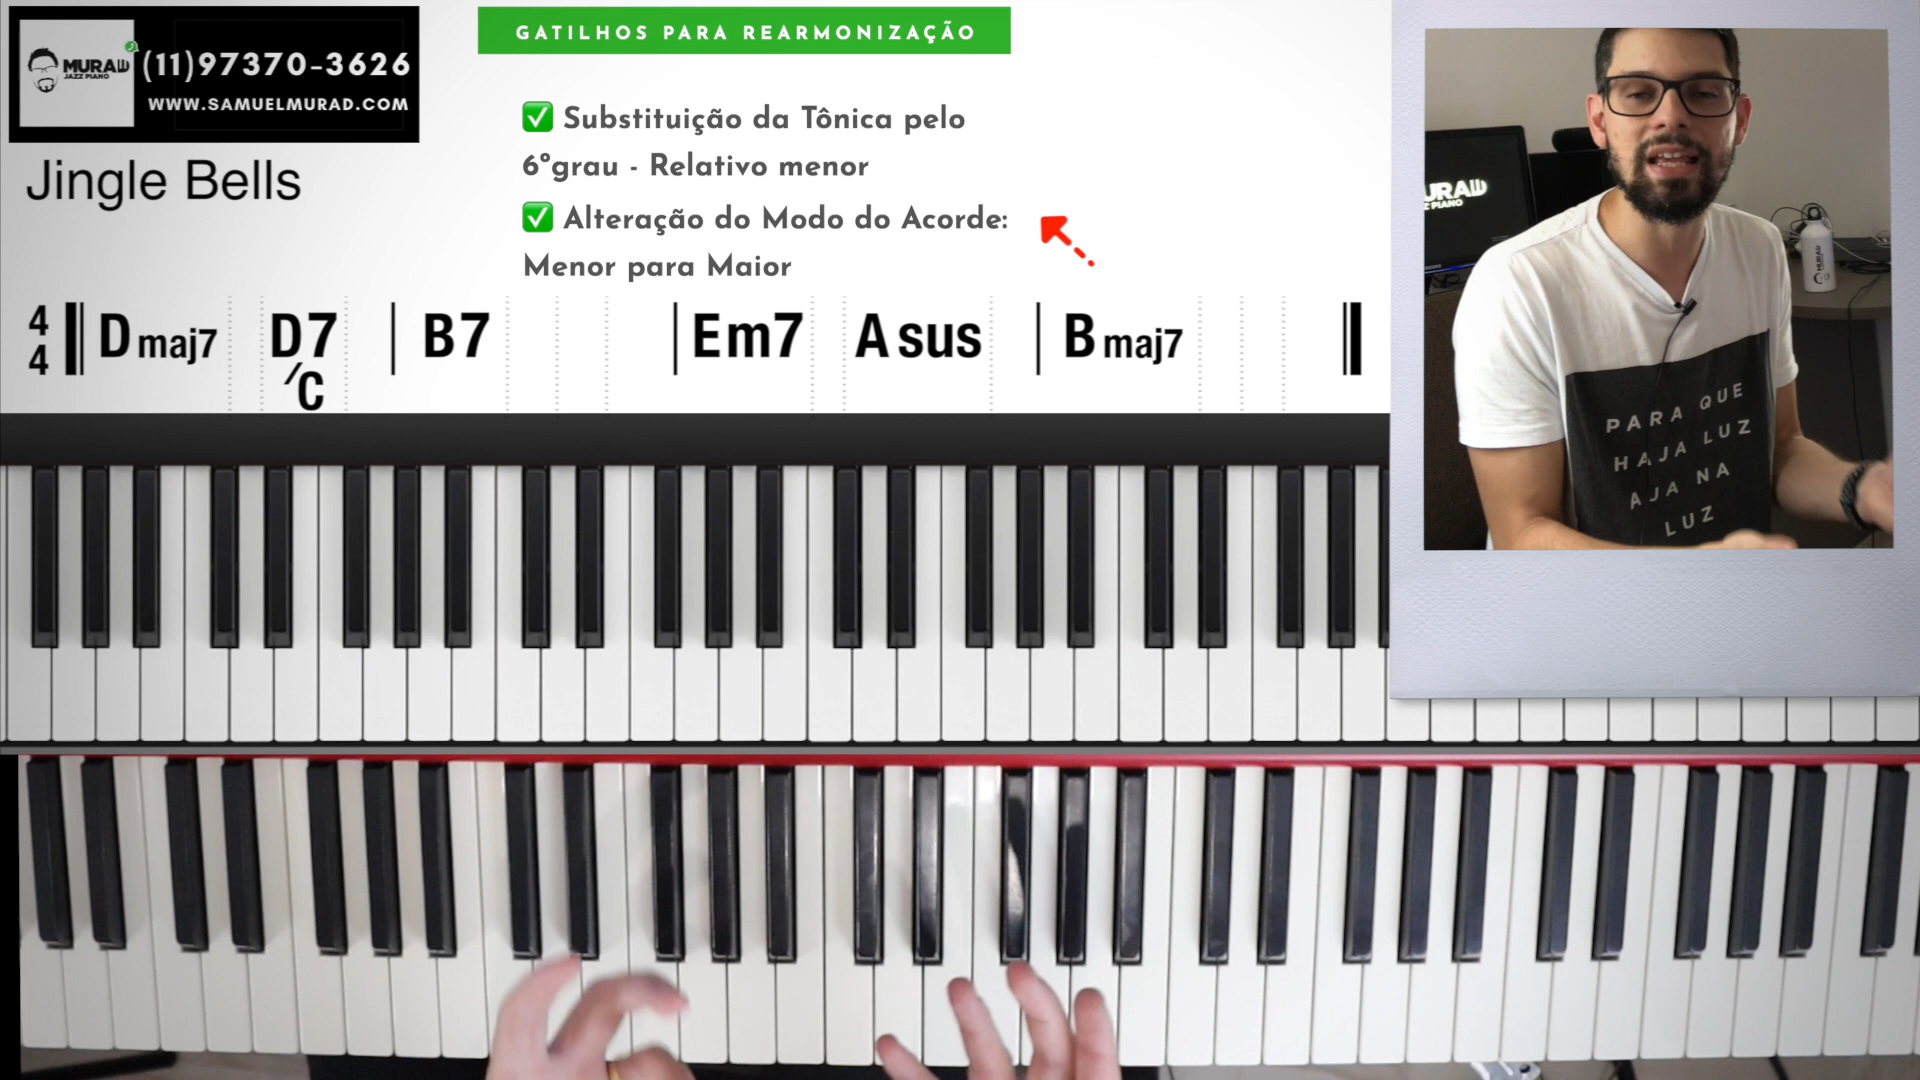 MURAD
JAZZ PIANO
(11)97370-3626
WWW.SAMUELMURAD.COM
GATILHOS PARA REARMONIZAÇÃO
✅ Substituição da Tônica pelo
6ºgrau - Relativo menor
✅ Alteração do Modo do Acorde:
Menor para Maior
Jingle Bells
4/4 Dmaj7 D7/C B7 Em7 Asus Bmaj7
URAD
Z PIANO
MURAD
PARA QUE
HAJA LUZ
AJA NA
LUZ